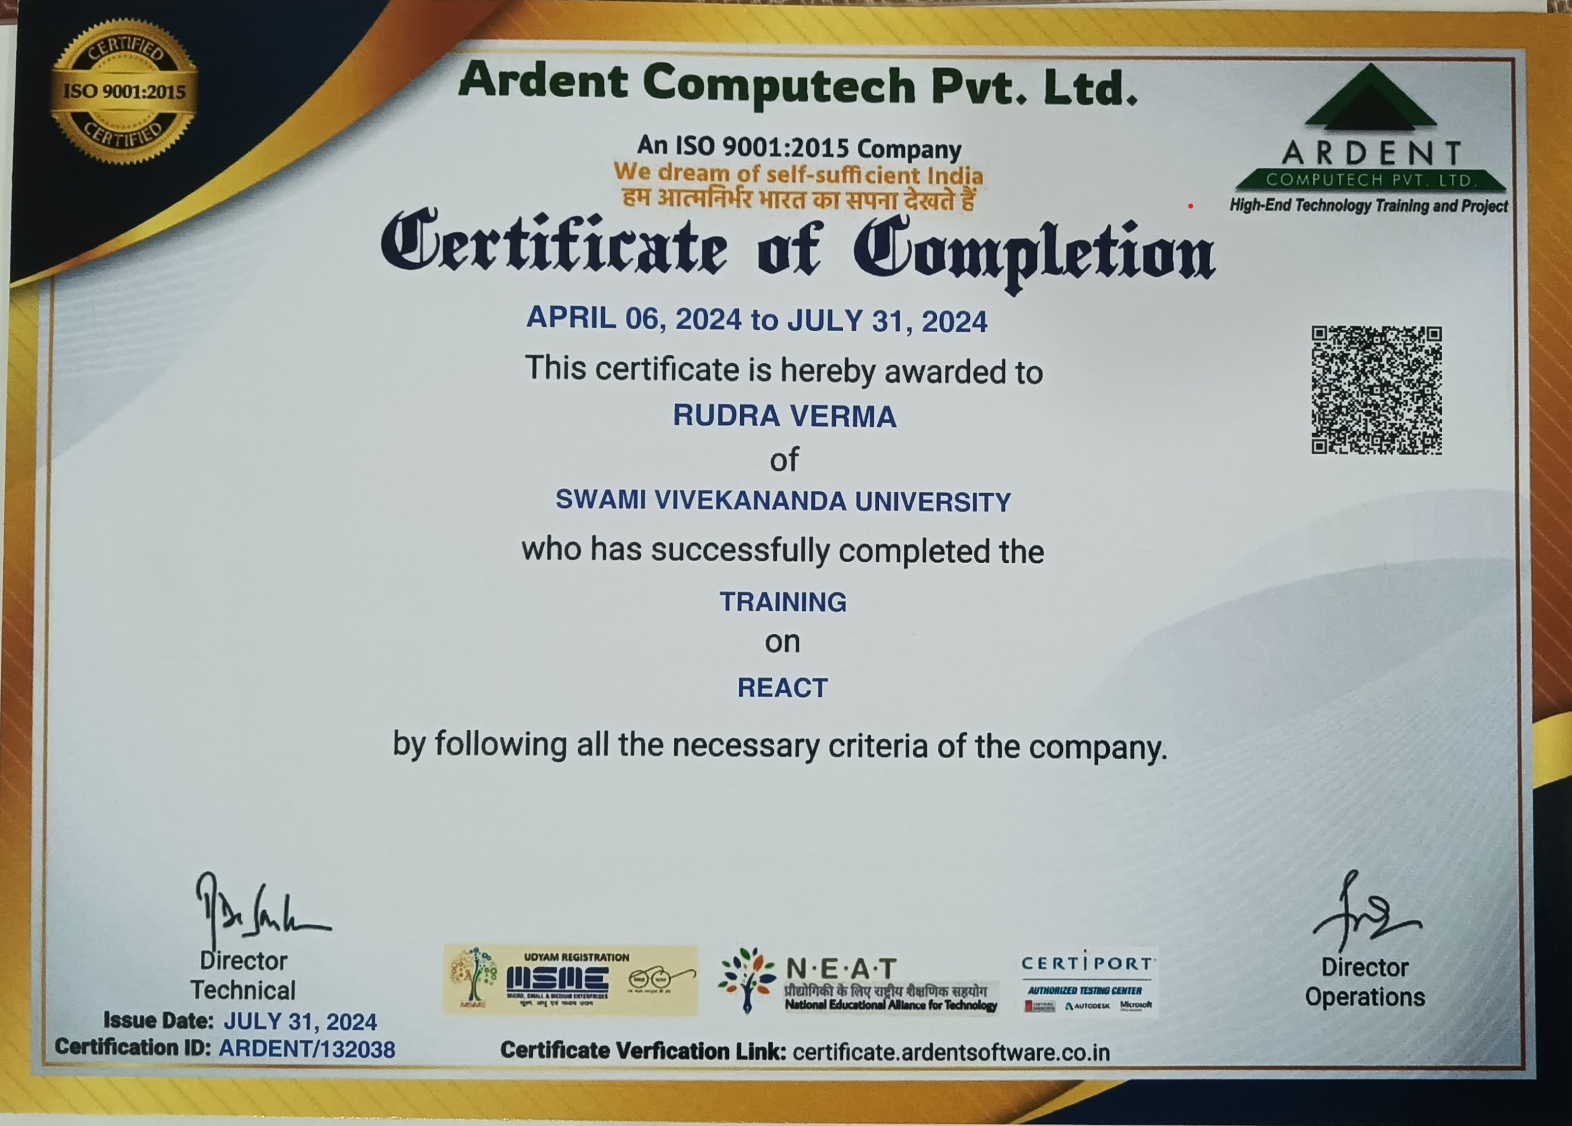 CERTIFIED
ISO 9001:2015
CERTIFIED
Ardent Computech Pvt. Ltd.
An ISO 9001:2015 Company
We dream of self-sufficient India
हम आत्मनिर्भर भारत का सपना देखते हैं
ARDENT
COMPUTECH PVT. LTD.
High-End Technology Training and Project
Certificate of Completion
APRIL 06, 2024 to JULY 31, 2024
This certificate is hereby awarded to
RUDRA VERMA
of
SWAMI VIVEKANANDA UNIVERSITY
who has successfully completed the
TRAINING
on
REACT
by following all the necessary criteria of the company.
Director
Technical
Issue Date: JULY 31, 2024
Certification ID: ARDENT/132038
UDYAM REGISTRATION
MSME
MICRO, SMALL & MEDIUM ENTERPRISES
N·E·A·T
प्रौद्योगिकी के लिए राष्ट्रीय शैक्षणिक सहयोग
National Educational Alliance for Technology
CERTIPORT
AUTHORIZED TESTING CENTER
AUTODESK
Microsoft
Director
Operations
Certificate Verfication Link: certificate.ardentsoftware.co.in